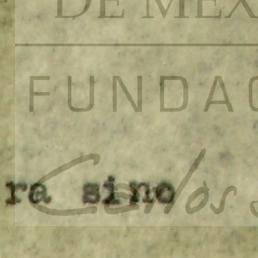 DE MEX
FUNDAC
ra sino
Carlos S